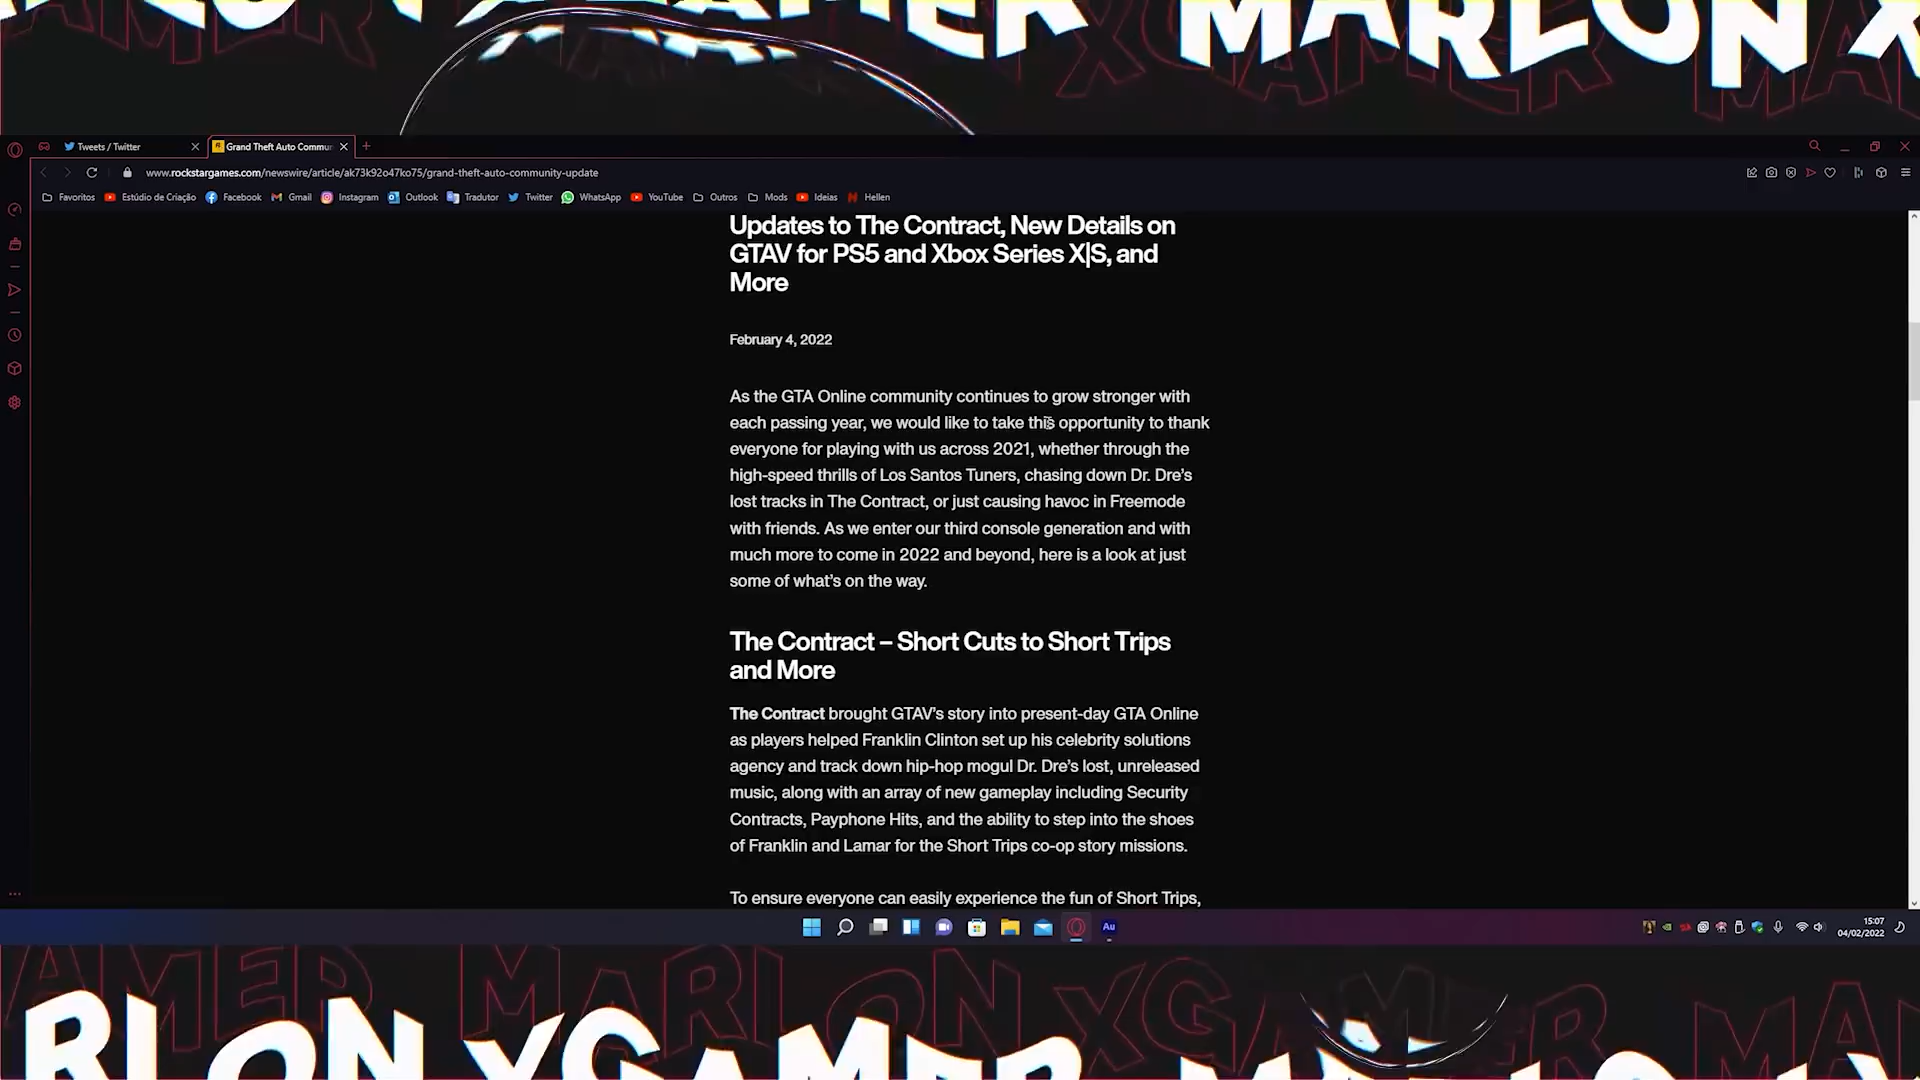 MARLON X
Tweets / Twitter
Grand Theft Auto Commun
www.rockstargames.com/newswire/article/ak73k92o47ko75/grand-theft-auto-community-update
Favoritos Estúdio de Criação Facebook Gmail Instagram Outlook Tradutor Twitter WhatsApp YouTube Outros Mods Ideias Hellen
Updates to The Contract, New Details on
GTAV for PS5 and Xbox Series X|S, and
More
February 4, 2022
As the GTA Online community continues to grow stronger with
each passing year, we would like to take this opportunity to thank
everyone for playing with us across 2021, whether through the
high-speed thrills of Los Santos Tuners, chasing down Dr. Dre’s
lost tracks in The Contract, or just causing havoc in Freemode
with friends. As we enter our third console generation and with
much more to come in 2022 and beyond, here is a look at just
some of what’s on the way.
The Contract – Short Cuts to Short Trips
and More
The Contract brought GTAV’s story into present-day GTA Online
as players helped Franklin Clinton set up his celebrity solutions
agency and track down hip-hop mogul Dr. Dre’s lost, unreleased
music, along with an array of new gameplay including Security
Contracts, Payphone Hits, and the ability to step into the shoes
of Franklin and Lamar for the Short Trips co-op story missions.
To ensure everyone can easily experience the fun of Short Trips,
Au
15:07
04/02/2022
AMER MARLON XGAMER MAR
RLON XGAMER MARLON X